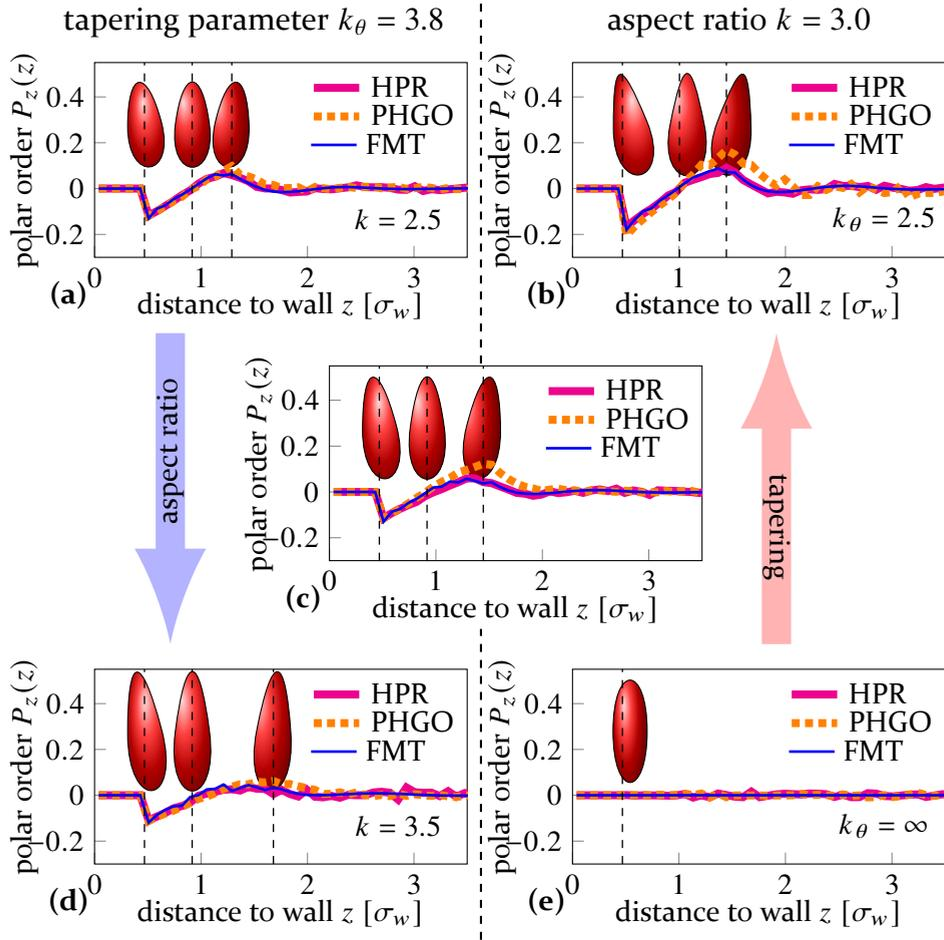 tapering parameter kθ = 3.8
aspect ratio k = 3.0
polar order Pz(z)
0.4
0.2
0
−0.2
0
1
2
3
HPR
PHGO
FMT
k = 2.5
(a)
distance to wall z [σw]
polar order Pz(z)
0.4
0.2
0
−0.2
0
1
2
3
HPR
PHGO
FMT
kθ = 2.5
(b)
distance to wall z [σw]
aspect ratio
polar order Pz(z)
0.4
0.2
0
−0.2
0
1
2
3
HPR
PHGO
FMT
(c)
distance to wall z [σw]
tapering
polar order Pz(z)
0.4
0.2
0
−0.2
0
1
2
3
HPR
PHGO
FMT
k = 3.5
(d)
distance to wall z [σw]
polar order Pz(z)
0.4
0.2
0
−0.2
0
1
2
3
HPR
PHGO
FMT
kθ = ∞
(e)
distance to wall z [σw]